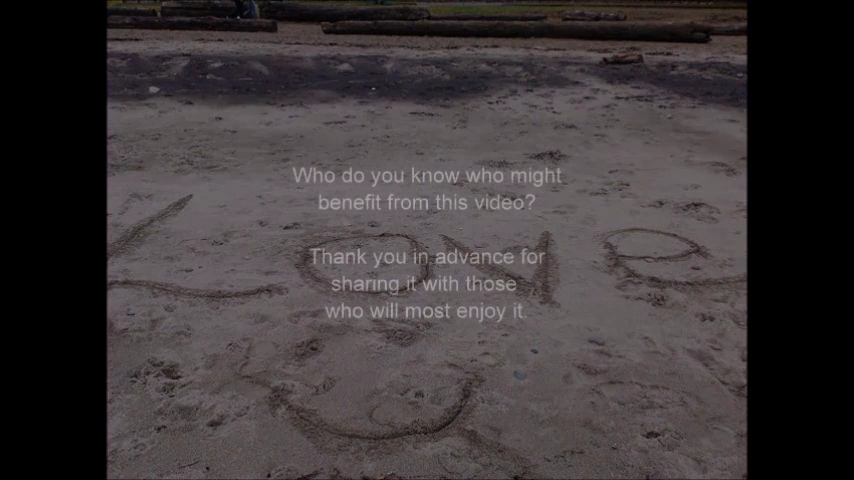 Who do you know who might
benefit from this video?
Thank you in advance for
sharing it with those
who will most enjoy it
Love